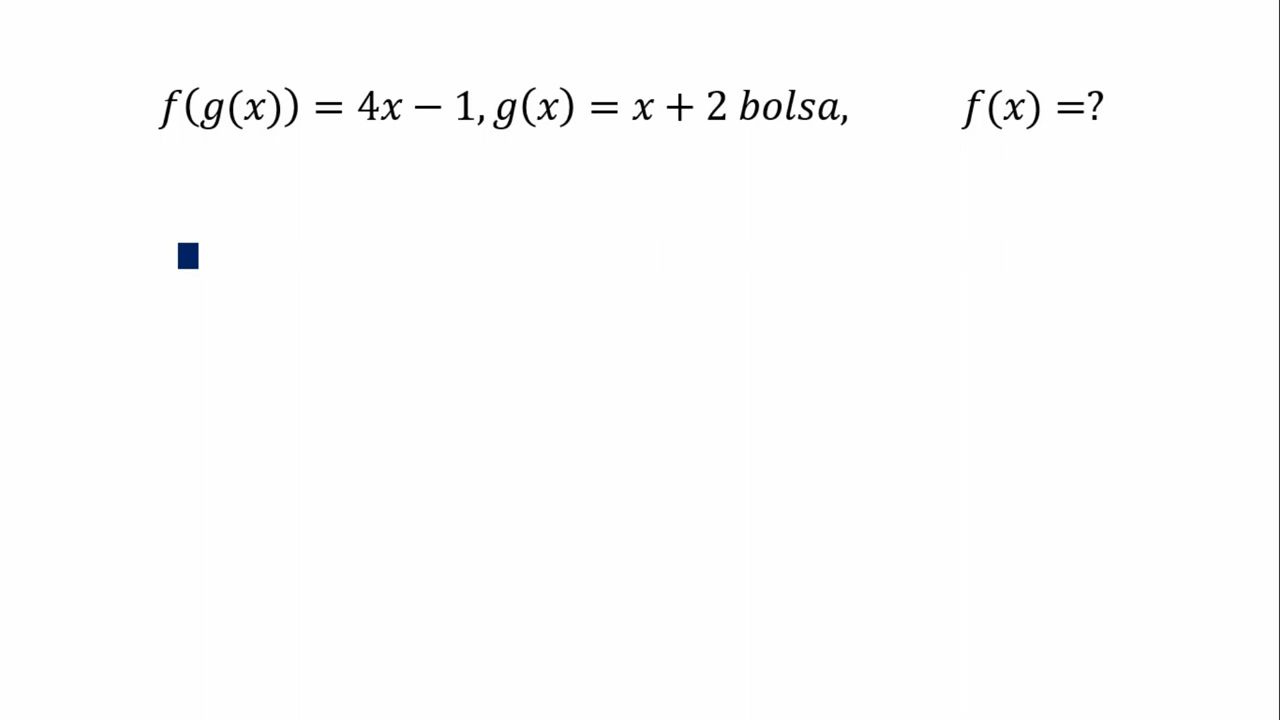 f(g(x)) = 4x − 1, g(x) = x + 2 bolsa, f(x) =?